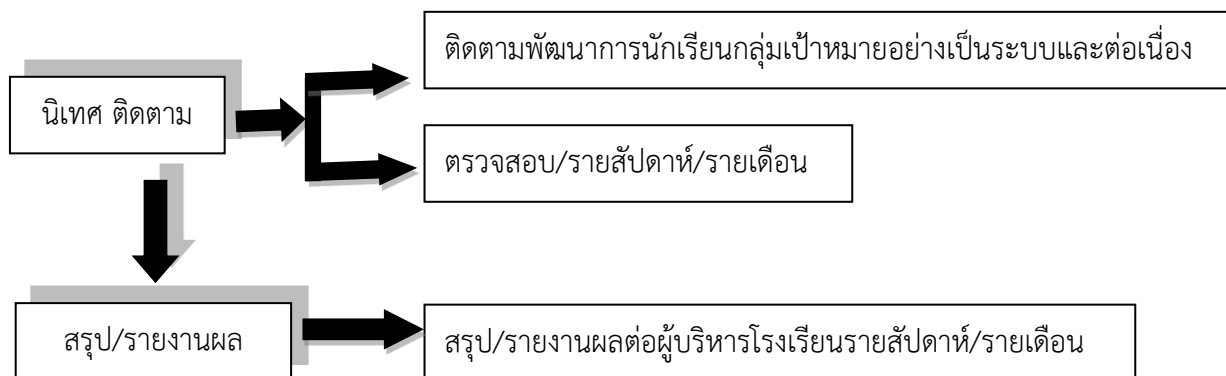 ติดตามพัฒนาการนักเรียนกลุ่มเป้าหมายอย่างเป็นระบบและต่อเนื่อง
นิเทศ ติดตาม
ตรวจสอบ/รายสัปดาห์/รายเดือน
สรุป/รายงานผล
สรุป/รายงานผลต่อผู้บริหารโรงเรียนรายสัปดาห์/รายเดือน